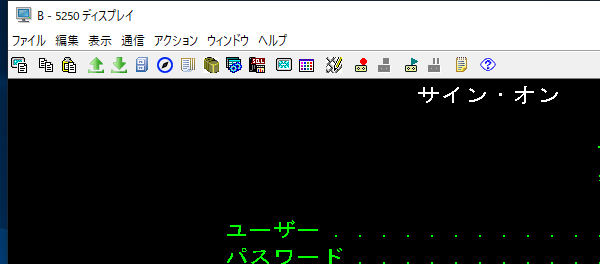 B - 5250 ディスプレイ
ファイル 編集 表示 通信 アクション ウィンドウ ヘルプ
サイン・オン
ユーザー . . . . . . . . . . . .
パスワード . . . . . . . . . . .